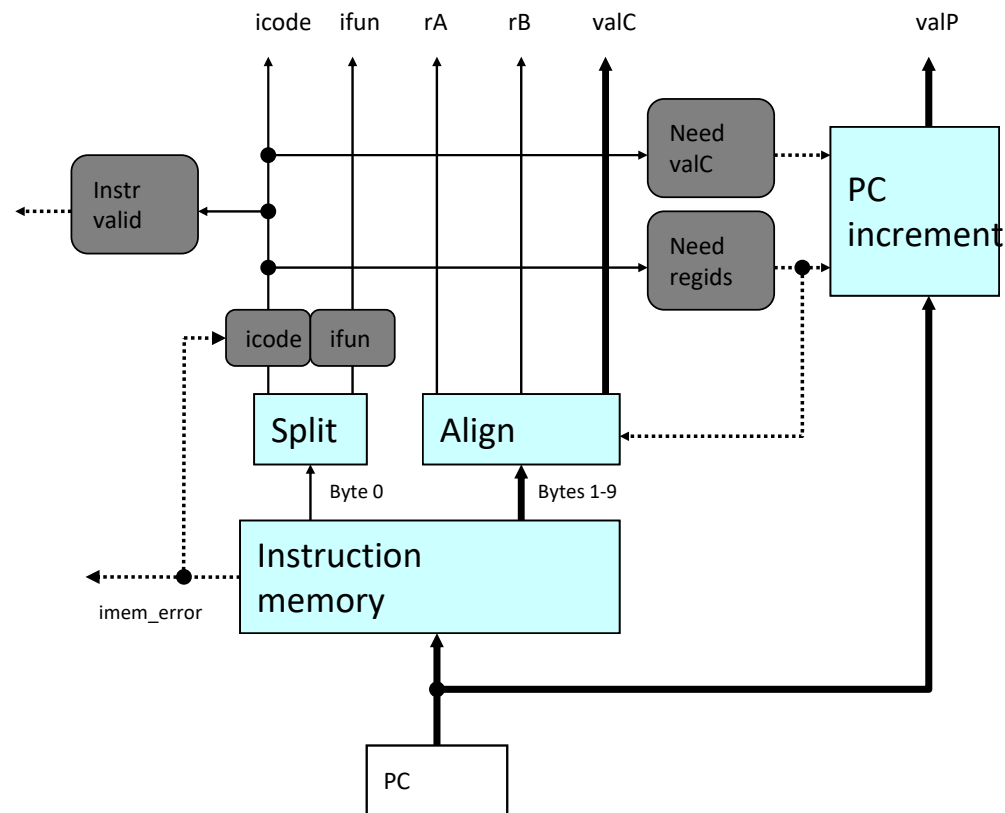 icode
ifun
rA
rB
valC
valP
Need
valC
PC
increment
Instr
valid
Need
regids
icode
ifun
Split
Align
Byte 0
Bytes 1-9
Instruction
memory
imem_error
PC